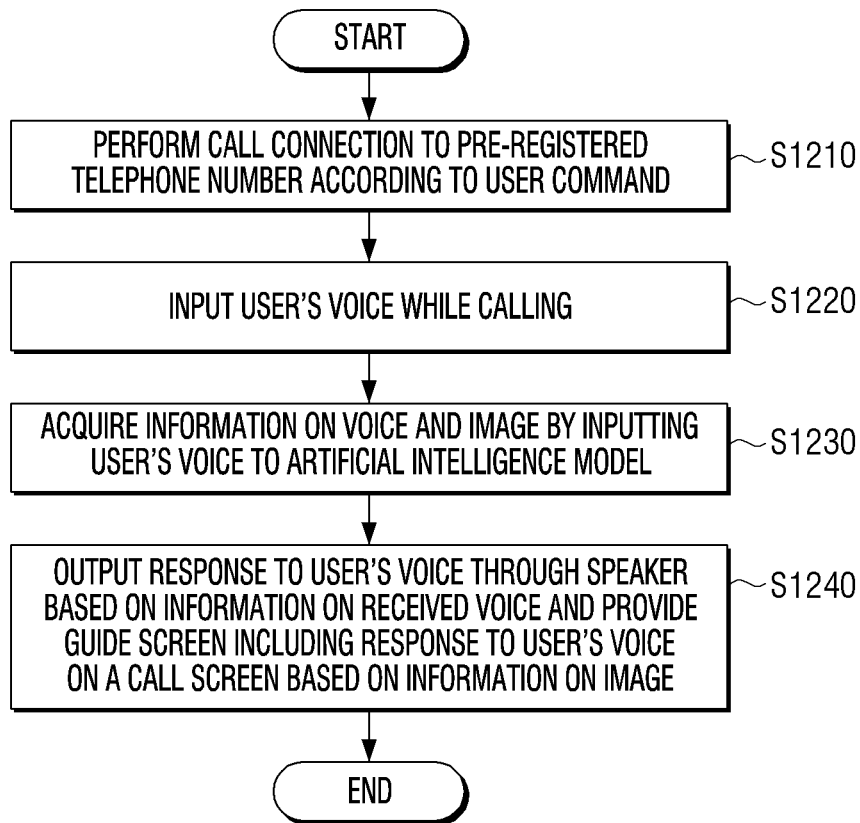 START
PERFORM CALL CONNECTION TO PRE-REGISTERED
TELEPHONE NUMBER ACCORDING TO USER COMMAND
S1210
INPUT USER'S VOICE WHILE CALLING
S1220
ACQUIRE INFORMATION ON VOICE AND IMAGE BY INPUTTING
USER'S VOICE TO ARTIFICIAL INTELLIGENCE MODEL
S1230
OUTPUT RESPONSE TO USER'S VOICE THROUGH SPEAKER
BASED ON INFORMATION ON RECEIVED VOICE AND PROVIDE
GUIDE SCREEN INCLUDING RESPONSE TO USER'S VOICE
ON A CALL SCREEN BASED ON INFORMATION ON IMAGE
S1240
END